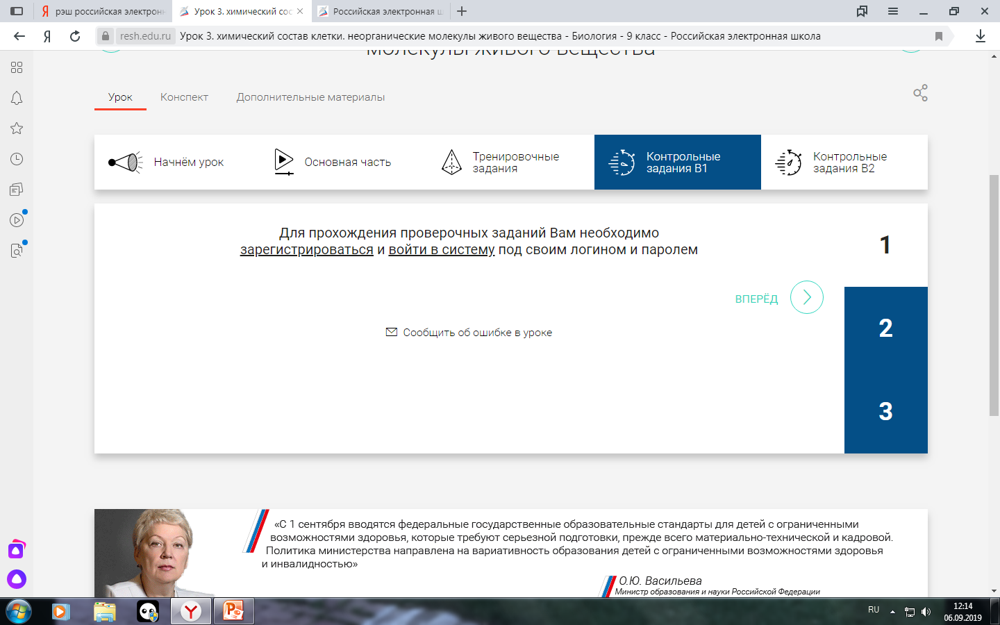 рэш российская электронн
Урок 3. химический сос
Российская электронная ш
resh.edu.ru
Урок 3. химический состав клетки. неорганические молекулы живого вещества - Биология - 9 класс - Российская электронная школа
молекулы живого вещества
Урок
Конспект
Дополнительные материалы
Начнём урок
Основная часть
Тренировочные
задания
Контрольные
задания В1
Контрольные
задания В2
Для прохождения проверочных заданий Вам необходимо
зарегистрироваться и войти в систему под своим логином и паролем
1
ВПЕРЁД
2
Сообщить об ошибке в уроке
3
«С 1 сентября вводятся федеральные государственные образовательные стандарты для детей с ограниченными
возможностями здоровья, которые требуют серьезной подготовки, прежде всего материально-технической и кадровой.
Политика министерства направлена на вариативность образования детей с ограниченными возможностями здоровья
и инвалидностью»
О.Ю. Васильева
Министр образования и науки Российской Федерации
RU
12:14
06.09.2019